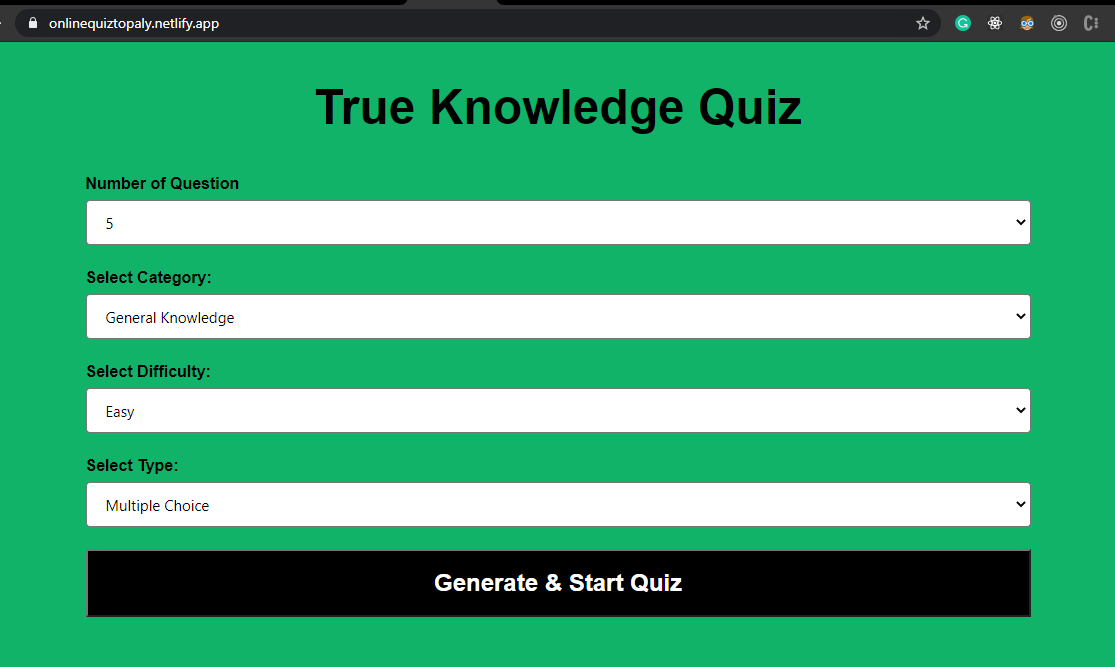 onlinequiztopaly.netlify.app
True Knowledge Quiz
Number of Question
5
Select Category:
General Knowledge
Select Difficulty:
Easy
Select Type:
Multiple Choice
Generate & Start Quiz